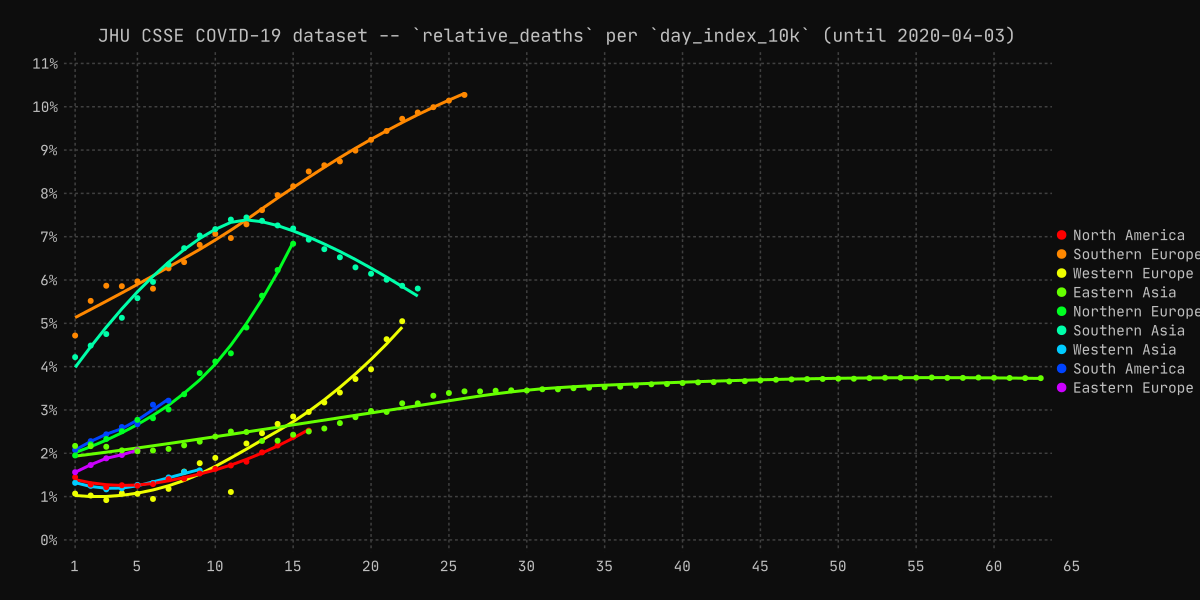 JHU CSSE COVID-19 dataset -- `relative_deaths` per `day_index_10k` (until 2020-04-03)
11%
10%
9%
8%
7%
6%
5%
4%
3%
2%
1%
0%
1 5 10 15 20 25 30 35 40 45 50 55 60 65
North America
Southern Europe
Western Europe
Eastern Asia
Northern Europe
Southern Asia
Western Asia
South America
Eastern Europe